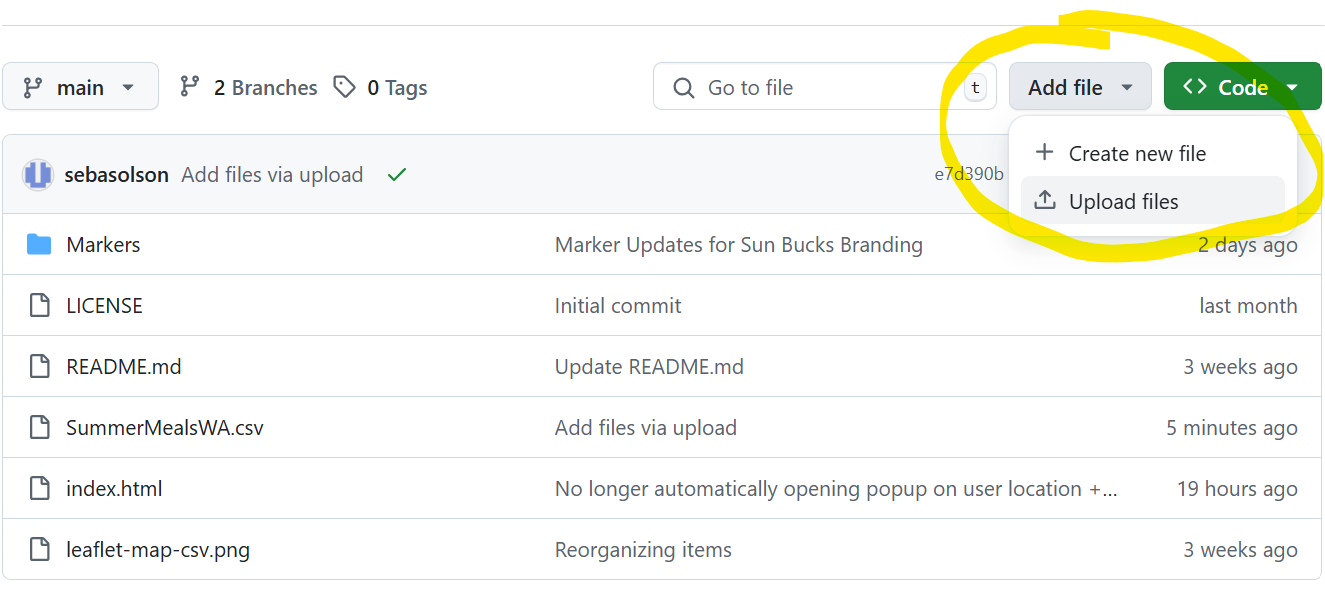 main 2 Branches 0 Tags Go to file t Add file Code
Create new file
sebasolson Add files via upload e7d390b
Upload files
Markers Marker Updates for Sun Bucks Branding 2 days ago
LICENSE Initial commit last month
README.md Update README.md 3 weeks ago
SummerMealsWA.csv Add files via upload 5 minutes ago
index.html No longer automatically opening popup on user location +... 19 hours ago
leaflet-map-csv.png Reorganizing items 3 weeks ago